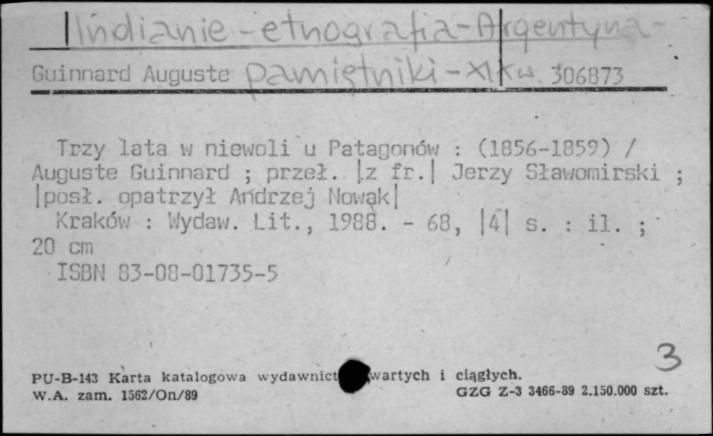 Indianie - etnografia - Argentyna -
Guinnard Auguste pamiętniki - XIX w. 306873
Trzy lata w niewoli u Patagonów : (1856-1859) /
Auguste Guinnard ; przeł. |z fr.| Jerzy Sławomirski ;
|posł. opatrzył Andrzej Nowak|
Kraków : Wydaw. Lit., 1988. - 68, |4| s. : il. ;
20 cm
ISBN 83-08-01735-5
3
PU-B-143 Karta katalogowa wydawnict wartych i ciągłych.
W.A. zam. 1562/On/89 GZG Z-3 3466-89 2.150.000 szt.